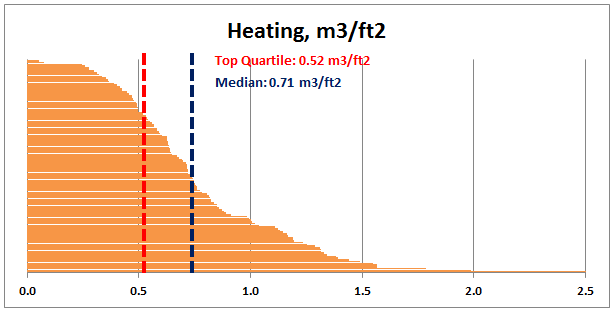 Heating, m3/ft2
Top Quartile: 0.52 m3/ft2
Median: 0.71 m3/ft2
0.0 0.5 1.0 1.5 2.0 2.5